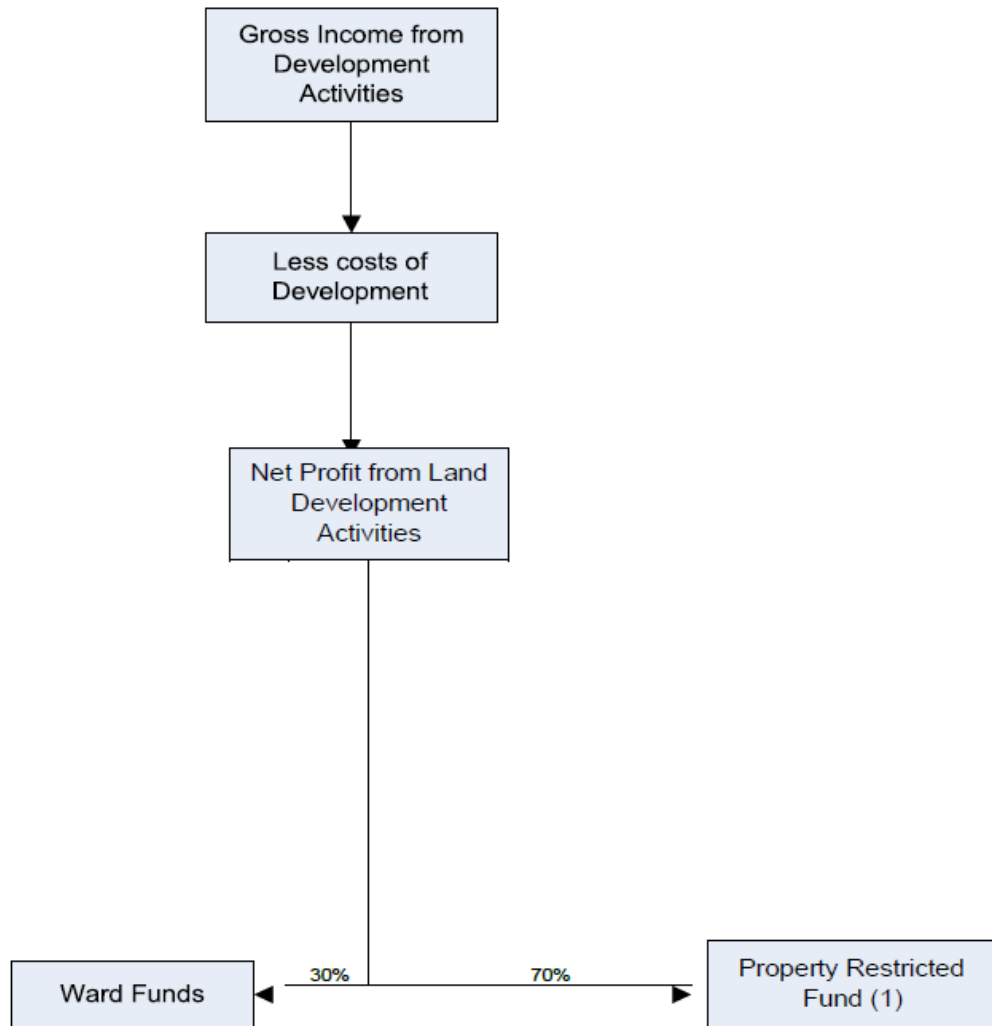 Gross Income from
Development
Activities
Less costs of
Development
Net Profit from Land
Development
Activities
30%
70%
Ward Funds
Property Restricted
Fund (1)